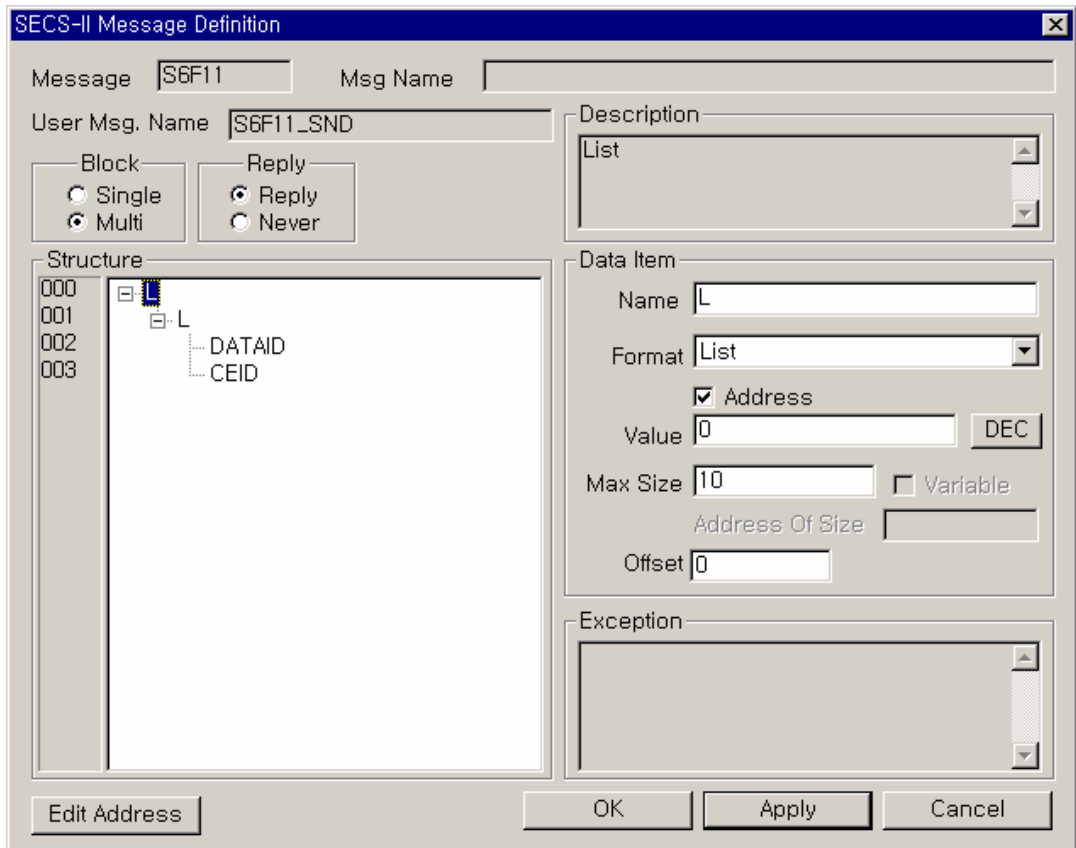 SECS-II Message Definition
Message S6F11 Msg Name
User Msg. Name S6F11_SND
Block
Single
Multi
Reply
Reply
Never
Description
List
Structure
000 L
001 L
002 DATAID
003 CEID
Data Item
Name L
Format List
Address
Value 0 DEC
Max Size 10 Variable
Address Of Size
Offset 0
Exception
Edit Address OK Apply Cancel